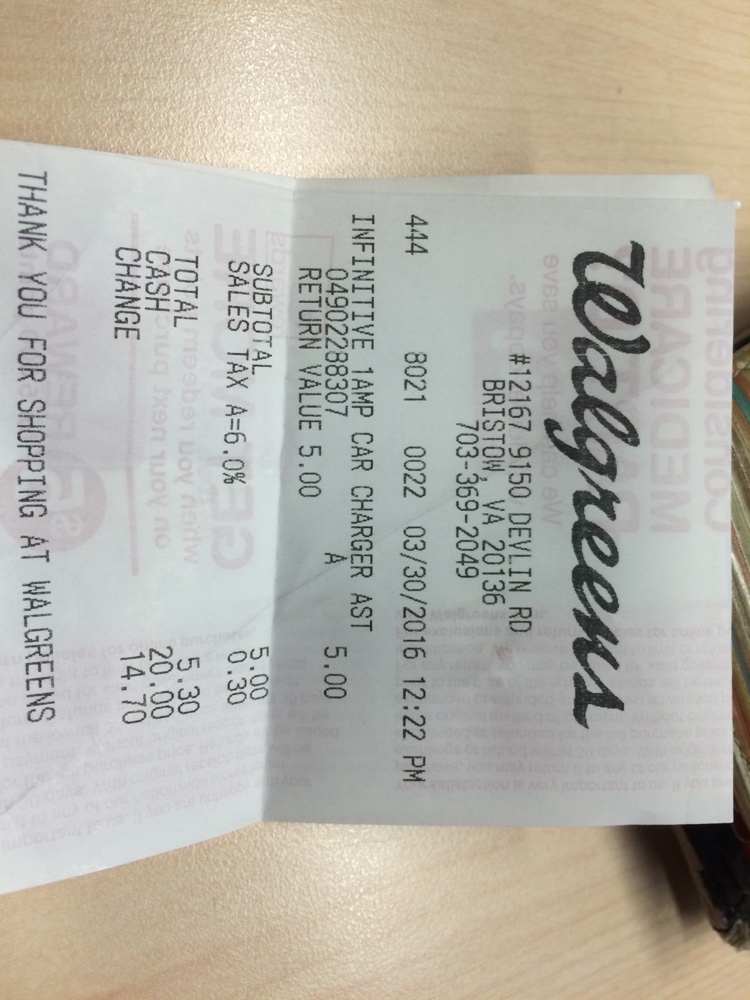 Walgreens
#12167 9150 DEVLIN RD
BRISTOW, VA 20136
703-369-2049
444 8021 0022 03/30/2016 12:22 PM
INFINITIVE 1AMP CAR CHARGER AST
04902288307 A 5.00
RETURN VALUE 5.00
SUBTOTAL 5.00
SALES TAX A=6.0% 0.30
TOTAL 5.30
CASH 20.00
CHANGE 14.70
THANK YOU FOR SHOPPING AT WALGREENS